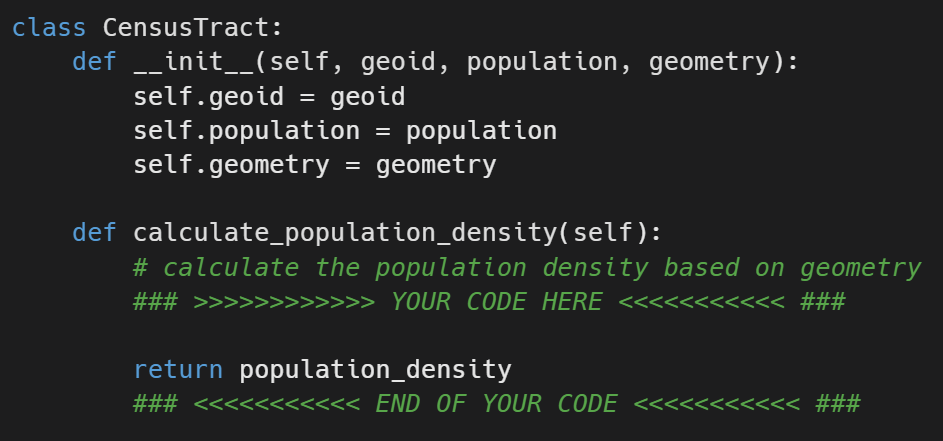 class CensusTract:
    def __init__(self, geoid, population, geometry):
        self.geoid = geoid
        self.population = population
        self.geometry = geometry

    def calculate_population_density(self):
        # calculate the population density based on geometry
        ### >>>>>>>>>>>> YOUR CODE HERE <<<<<<<<<<< ###

        return population_density
        ### <<<<<<<<<<< END OF YOUR CODE <<<<<<<<<<< ###